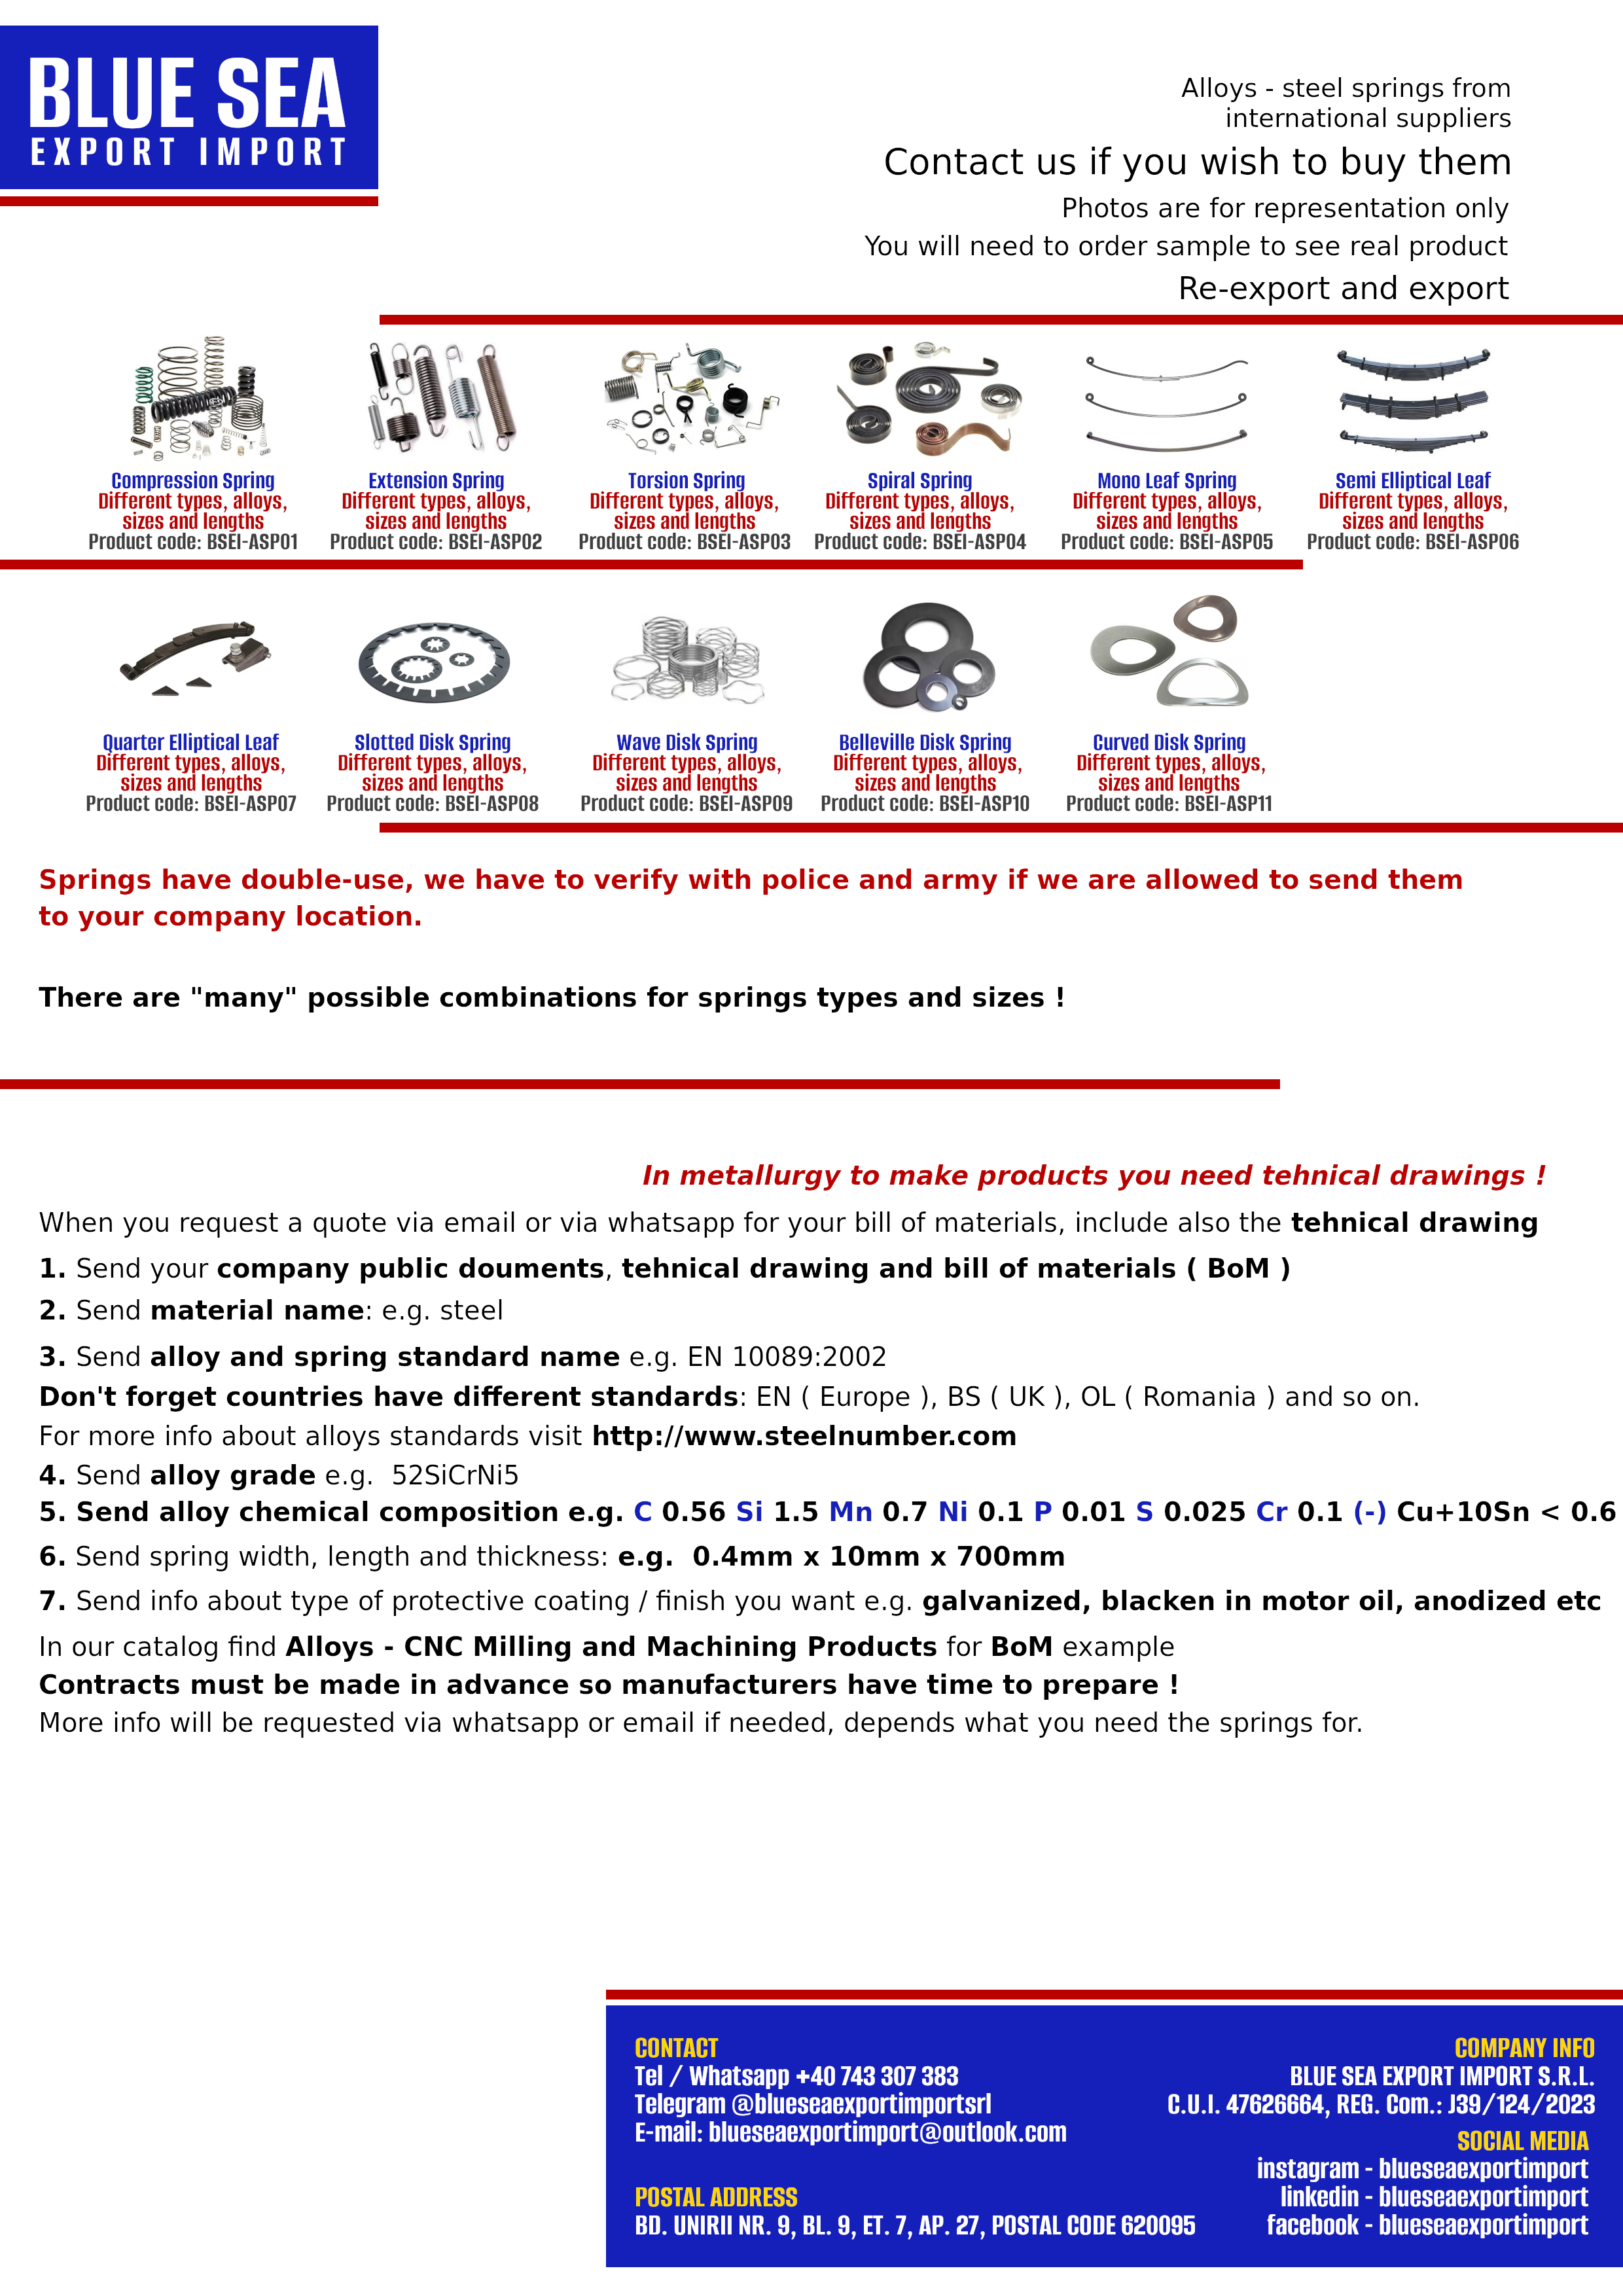 BLUE SEA
EXPORT IMPORT
Alloys - steel springs from
international suppliers
Contact us if you wish to buy them
Photos are for representation only
You will need to order sample to see real product
Re-export and export
Compression Spring
Different types, alloys,
sizes and lengths
Product code: BSEI-ASP01
Extension Spring
Different types, alloys,
sizes and lengths
Product code: BSEI-ASP02
Torsion Spring
Different types, alloys,
sizes and lengths
Product code: BSEI-ASP03
Spiral Spring
Different types, alloys,
sizes and lengths
Product code: BSEI-ASP04
Mono Leaf Spring
Different types, alloys,
sizes and lengths
Product code: BSEI-ASP05
Semi Elliptical Leaf
Different types, alloys,
sizes and lengths
Product code: BSEI-ASP06
Quarter Elliptical Leaf
Different types, alloys,
sizes and lengths
Product code: BSEI-ASP07
Slotted Disk Spring
Different types, alloys,
sizes and lengths
Product code: BSEI-ASP08
Wave Disk Spring
Different types, alloys,
sizes and lengths
Product code: BSEI-ASP09
Belleville Disk Spring
Different types, alloys,
sizes and lengths
Product code: BSEI-ASP10
Curved Disk Spring
Different types, alloys,
sizes and lengths
Product code: BSEI-ASP11
Springs have double-use, we have to verify with police and army if we are allowed to send them
to your company location.
There are "many" possible combinations for springs types and sizes !
In metallurgy to make products you need tehnical drawings !
When you request a quote via email or via whatsapp for your bill of materials, include also the tehnical drawing
1. Send your company public douments, tehnical drawing and bill of materials ( BoM )
2. Send material name: e.g. steel
3. Send alloy and spring standard name e.g. EN 10089:2002
Don't forget countries have different standards: EN ( Europe ), BS ( UK ), OL ( Romania ) and so on.
For more info about alloys standards visit http://www.steelnumber.com
4. Send alloy grade e.g.  52SiCrNi5
5. Send alloy chemical composition e.g. C 0.56 Si 1.5 Mn 0.7 Ni 0.1 P 0.01 S 0.025 Cr 0.1 (-) Cu+10Sn < 0.6
6. Send spring width, length and thickness: e.g.  0.4mm x 10mm x 700mm
7. Send info about type of protective coating / finish you want e.g. galvanized, blacken in motor oil, anodized etc
In our catalog find Alloys - CNC Milling and Machining Products for BoM example
Contracts must be made in advance so manufacturers have time to prepare !
More info will be requested via whatsapp or email if needed, depends what you need the springs for.
CONTACT
Tel / Whatsapp +40 743 307 383
Telegram @blueseaexportimportsrl
E-mail: blueseaexportimport@outlook.com
POSTAL ADDRESS
BD. UNIRII NR. 9, BL. 9, ET. 7, AP. 27, POSTAL CODE 620095
COMPANY INFO
BLUE SEA EXPORT IMPORT S.R.L.
C.U.I. 47626664, REG. Com.: J39/124/2023
SOCIAL MEDIA
instagram - blueseaexportimport
linkedin - blueseaexportimport
facebook - blueseaexportimport